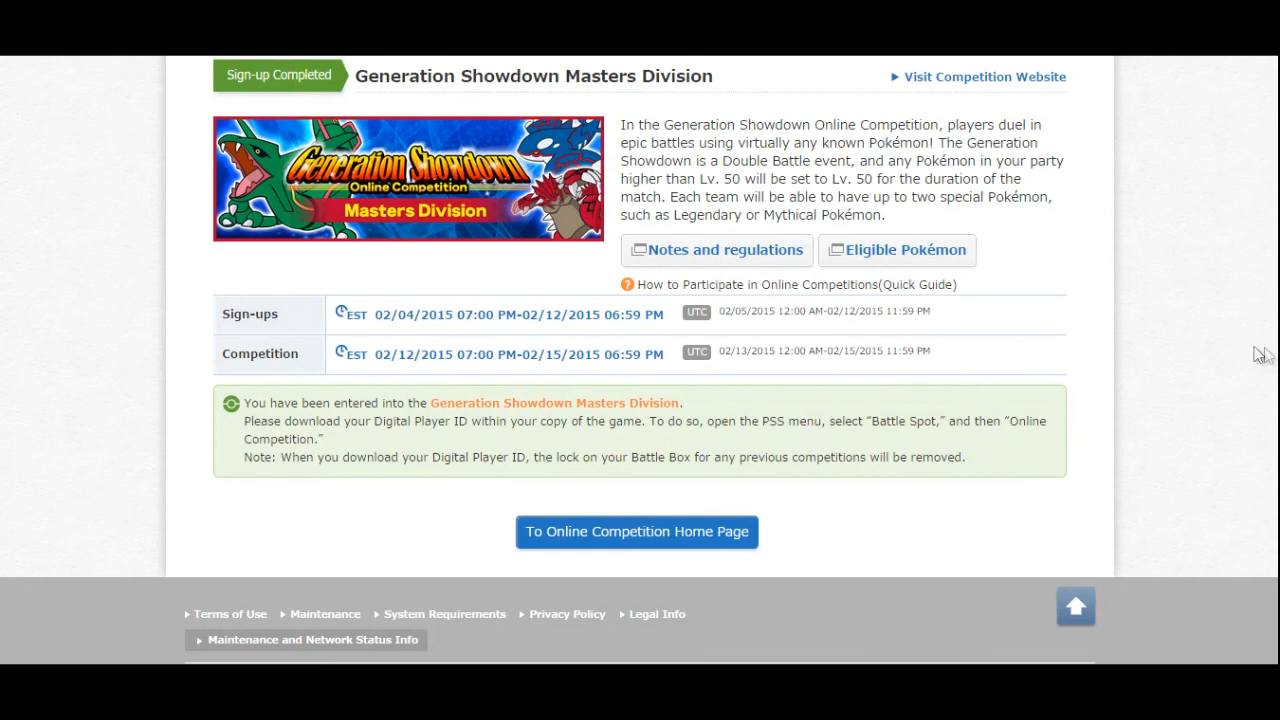 Sign-up Completed
Generation Showdown Masters Division
Visit Competition Website
Generation Showdown
Online Competition
Masters Division
In the Generation Showdown Online Competition, players duel in
epic battles using virtually any known Pokémon! The Generation
Showdown is a Double Battle event, and any Pokémon in your party
higher than Lv. 50 will be set to Lv. 50 for the duration of the
match. Each team will be able to have up to two special Pokémon,
such as Legendary or Mythical Pokémon.
Notes and regulations
Eligible Pokémon
? How to Participate in Online Competitions(Quick Guide)
Sign-ups EST 02/04/2015 07:00 PM-02/12/2015 06:59 PM UTC 02/05/2015 12:00 AM-02/12/2015 11:59 PM
Competition EST 02/12/2015 07:00 PM-02/15/2015 06:59 PM UTC 02/13/2015 12:00 AM-02/15/2015 11:59 PM
You have been entered into the Generation Showdown Masters Division.
Please download your Digital Player ID within your copy of the game. To do so, open the PSS menu, select “Battle Spot,” and then “Online
Competition.”
Note: When you download your Digital Player ID, the lock on your Battle Box for any previous competitions will be removed.
To Online Competition Home Page
Terms of Use Maintenance System Requirements Privacy Policy Legal Info
Maintenance and Network Status Info